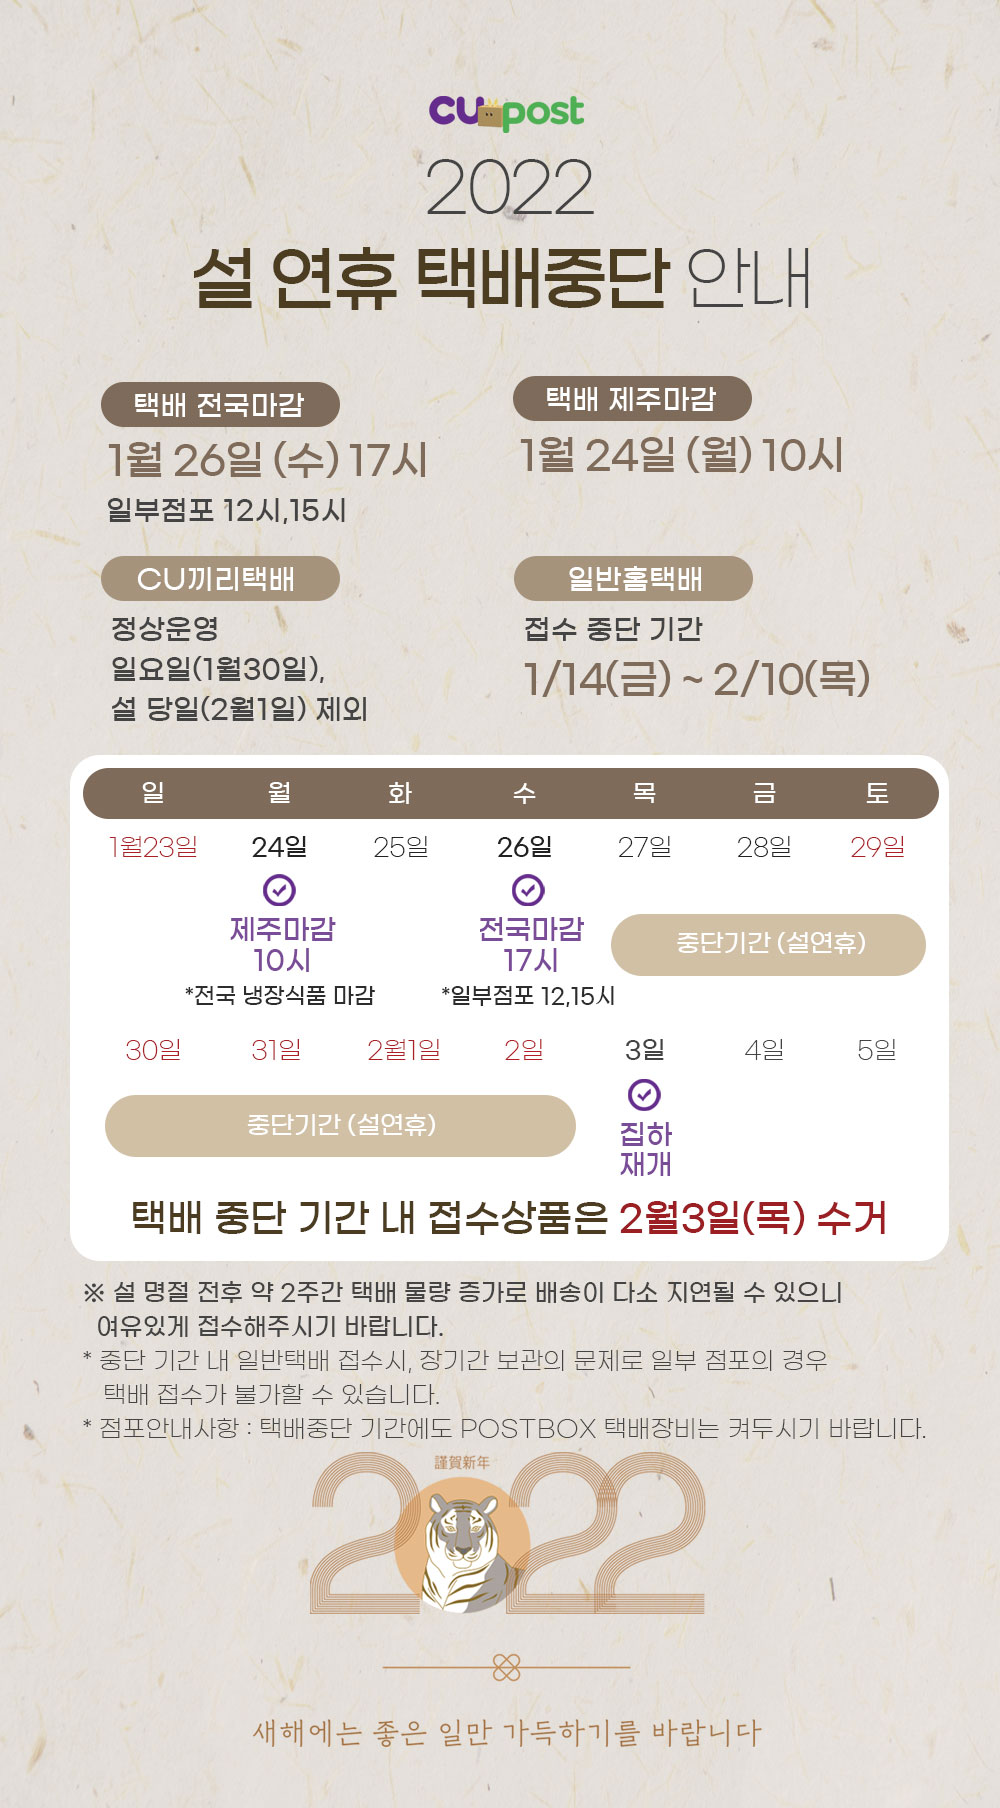 CUpost
2022
설 연휴 택배중단 안내
택배 전국마감
1월 26일 (수) 17시
일부점포 12시,15시
택배 제주마감
1월 24일 (월) 10시
CU끼리택배
정상운영
일요일(1월30일),
설 당일(2월1일) 제외
일반홈택배
접수 중단 기간
1/14(금) ~ 2/10(목)
일 월 화 수 목 금 토
1월23일 24일 25일 26일 27일 28일 29일
제주마감
10시
*전국 냉장식품 마감
전국마감
17시
*일부점포 12,15시
중단기간 (설연휴)
30일 31일 2월1일 2일 3일 4일 5일
중단기간 (설연휴)
집하
재개
택배 중단 기간 내 접수상품은 2월3일(목) 수거
※ 설 명절 전후 약 2주간 택배 물량 증가로 배송이 다소 지연될 수 있으니
여유있게 접수해주시기 바랍니다.
* 중단 기간 내 일반택배 접수시, 장기간 보관의 문제로 일부 점포의 경우
택배 접수가 불가할 수 있습니다.
* 점포안내사항 : 택배중단 기간에도 POSTBOX 택배장비는 켜두시기 바랍니다.
謹賀新年
2022
새해에는 좋은 일만 가득하기를 바랍니다